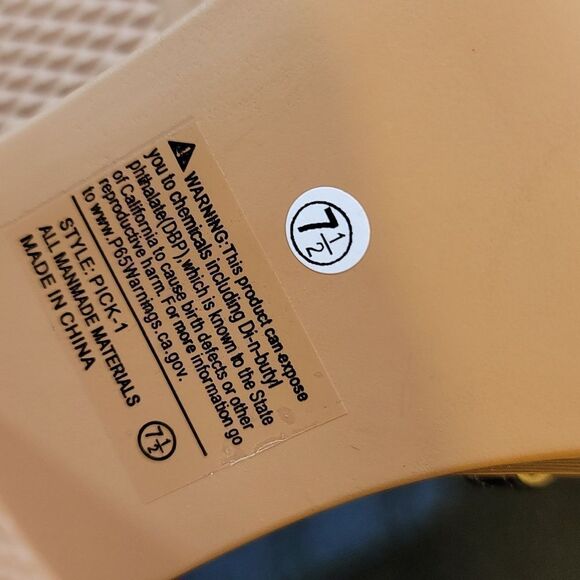 ⚠ WARNING:This product can expose
you to chemicals including Di-n-butyl
phthalate(DBP),which is known to the State
of California to cause birth defects or other
reproductive harm. For more information go
to www.P65Warnings.ca.gov.
STYLE: PICK-1
ALL MANMADE MATERIALS
MADE IN CHINA
7 1/2
7 1/2